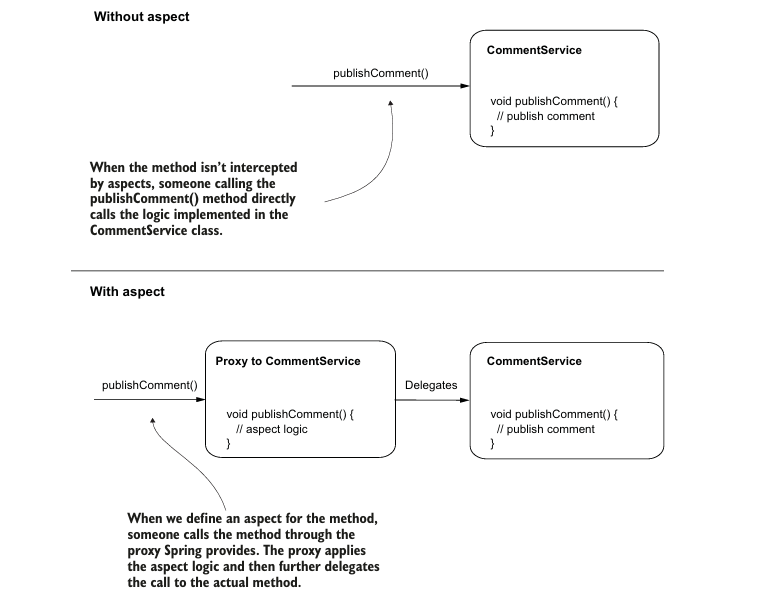 Without aspect
CommentService
publishComment()
void publishComment() {
// publish comment
}
When the method isn't intercepted
by aspects, someone calling the
publishComment() method directly
calls the logic implemented in the
CommentService class.
With aspect
Proxy to CommentService
CommentService
publishComment()
Delegates
void publishComment() {
// aspect logic
}
void publishComment() {
// publish comment
}
When we define an aspect for the method,
someone calls the method through the
proxy Spring provides. The proxy applies
the aspect logic and then further delegates
the call to the actual method.